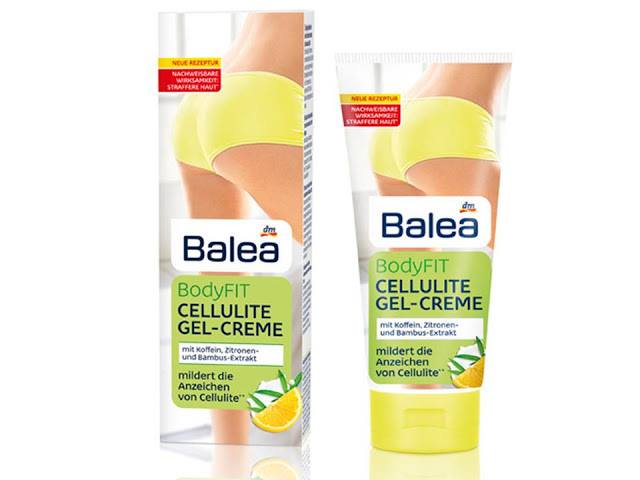 NEUE REZEPTUR
NACHWEISBARE
WIRKSAMKEIT:
STRAFFERE HAUT*
dm
Balea
BodyFIT
CELLULITE
GEL-CREME
mit Koffein, Zitronen-
und Bambus-Extrakt
mildert die
Anzeichen
von Cellulite**
NEUE REZEPTUR
NACHWEISBARE
WIRKSAMKEIT:
STRAFFERE HAUT*
dm
Balea
BodyFIT
CELLULITE
GEL-CREME
mit Koffein, Zitronen-
und Bambus-Extrakt
mildert die
Anzeichen
von Cellulite**